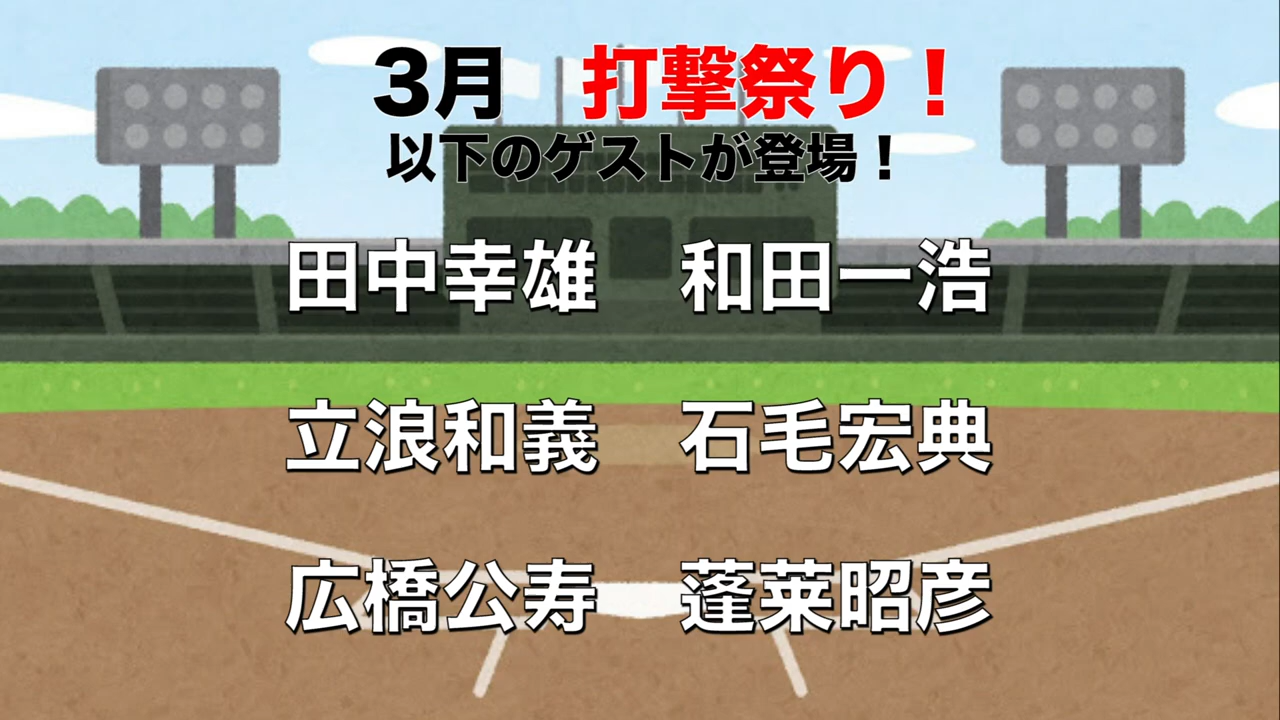 3月　打撃祭り！
以下のゲストが登場！
田中幸雄　和田一浩
立浪和義　石毛宏典
広橋公寿　蓬莱昭彦